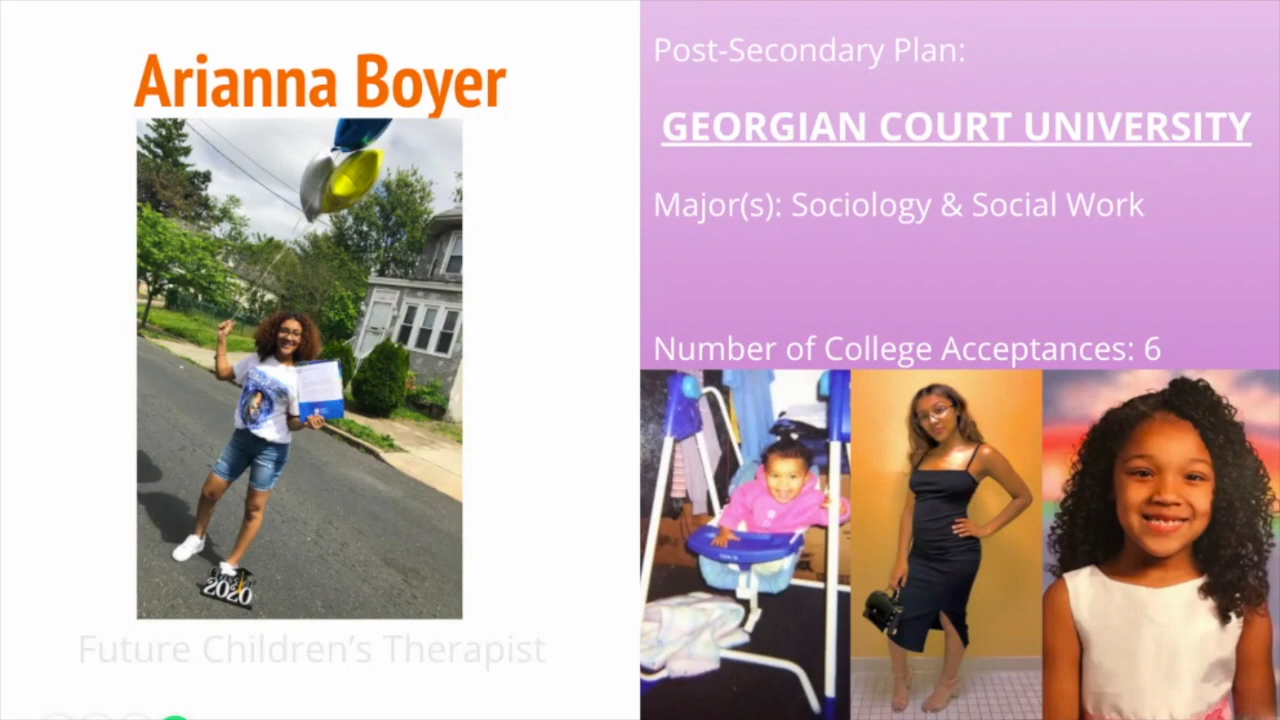 Arianna Boyer
Future Children's Therapist
Post-Secondary Plan:
GEORGIAN COURT UNIVERSITY
Major(s): Sociology & Social Work
Number of College Acceptances: 6
2020